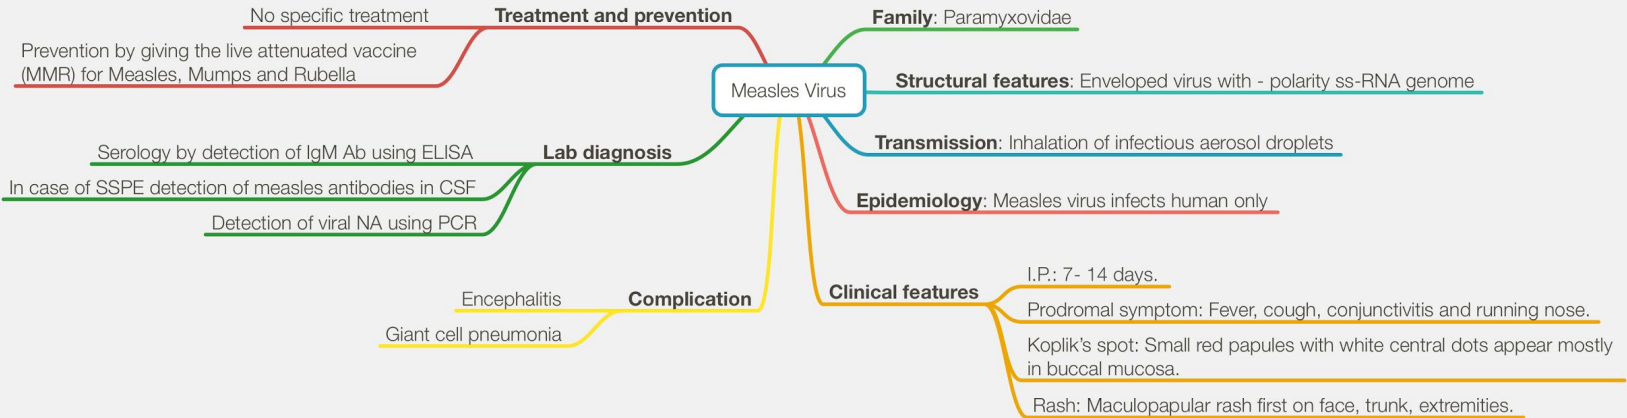 Measles Virus
Family: Paramyxovidae
Structural features: Enveloped virus with - polarity ss-RNA genome
Transmission: Inhalation of infectious aerosol droplets
Epidemiology: Measles virus infects human only
Clinical features
I.P.: 7- 14 days.
Prodromal symptom: Fever, cough, conjunctivitis and running nose.
Koplik's spot: Small red papules with white central dots appear mostly
in buccal mucosa.
Rash: Maculopapular rash first on face, trunk, extremities.
Treatment and prevention
No specific treatment
Prevention by giving the live attenuated vaccine
(MMR) for Measles, Mumps and Rubella
Lab diagnosis
Serology by detection of IgM Ab using ELISA
In case of SSPE detection of measles antibodies in CSF
Detection of viral NA using PCR
Complication
Encephalitis
Giant cell pneumonia